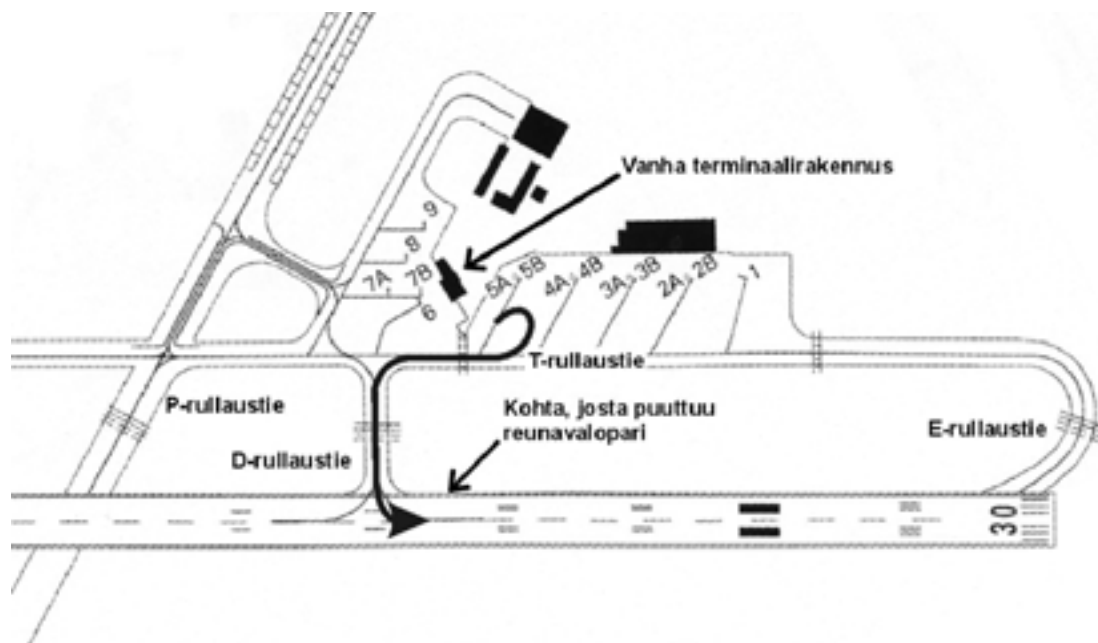 Vanha terminaalirakennus
9
8
7A
7B
6
5A
5B
4A
4B
3A
3B
2A
2B
1
T-rullaustie
P-rullaustie
Kohta, josta puuttuu
reunavalopari
E-rullaustie
D-rullaustie
30